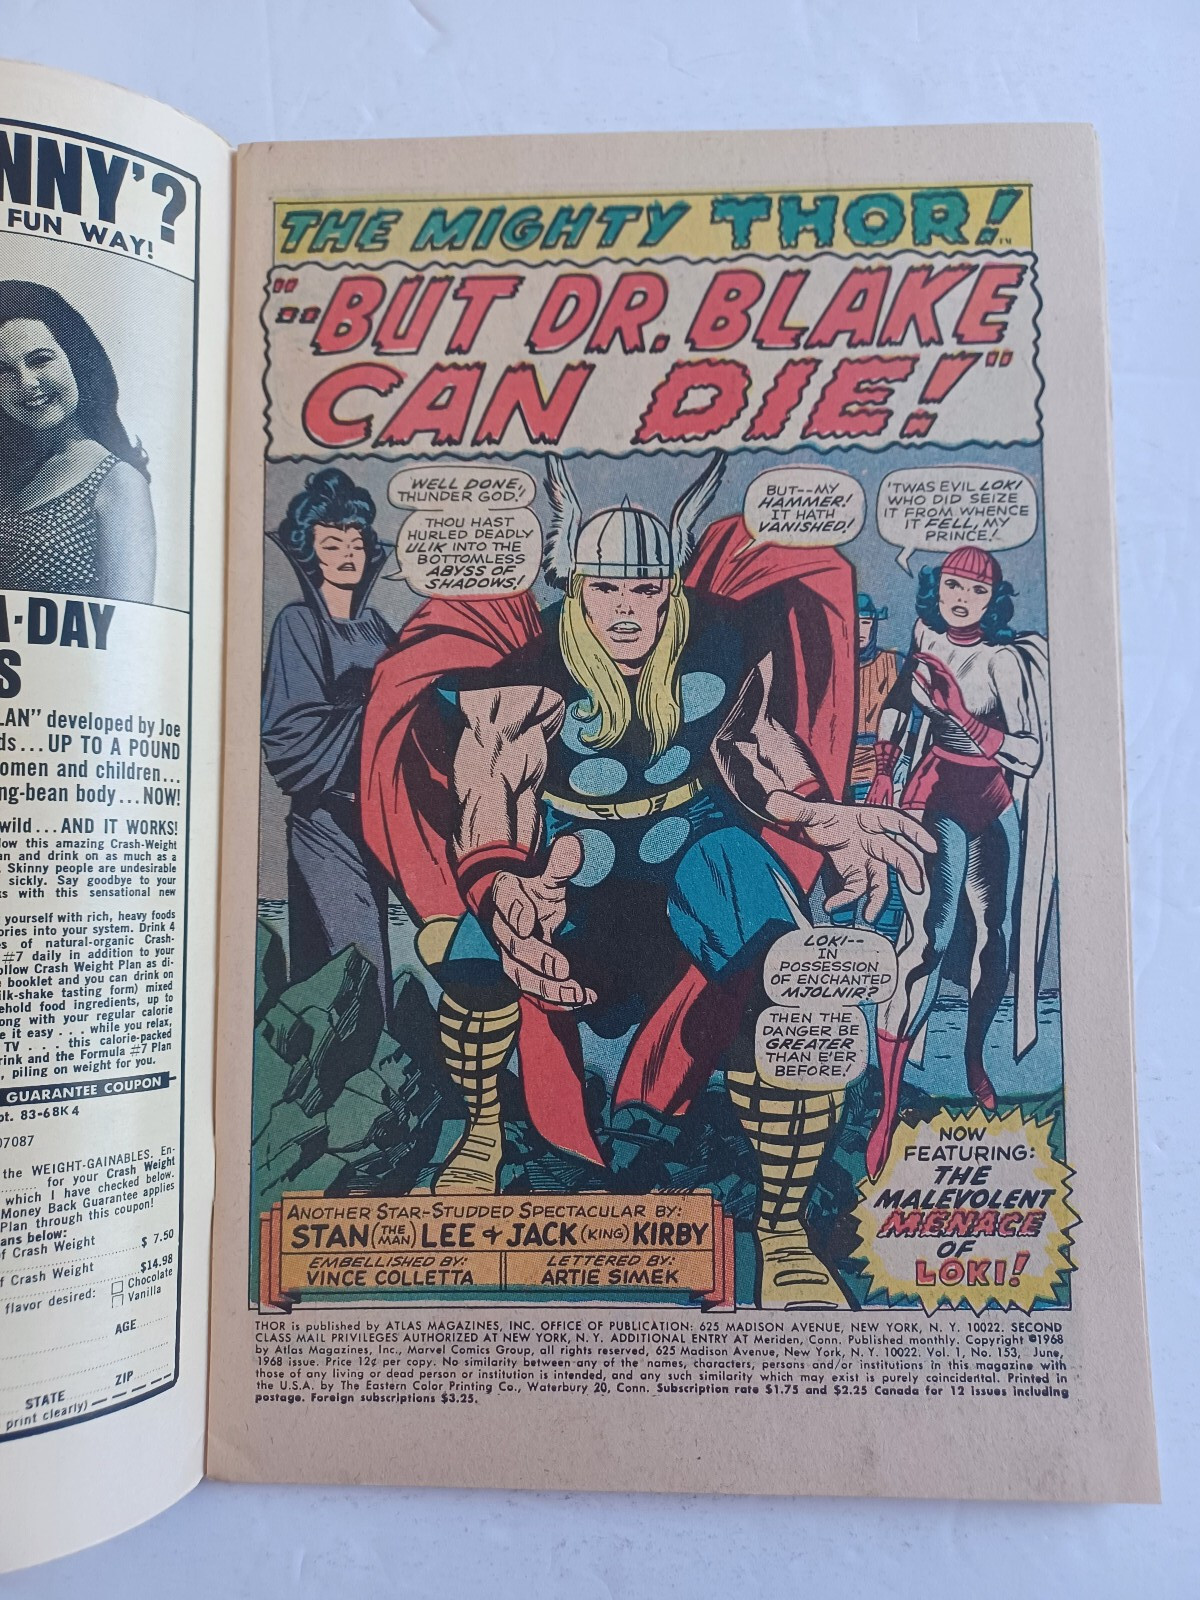 NNY'?
FUN WAY!
-DAY
S
LAN" developed by Joe
ds...UP TO A POUND
omen and children...
ng-bean body...NOW!
wild...AND IT WORKS!
low this amazing Crash-Weight
an and drink on as much as a
. Skinny people are undesirable
sickly. Say goodbye to your
ks with this sensational new
yourself with rich, heavy foods
ories into your system. Drink 4
es of natural-organic Crash-
#7 daily in addition to your
ollow Crash Weight Plan as di-
e booklet and you can drink on
ilk-shake tasting form) mixed
ehold food ingredients, up to
ong with your regular calorie
e it easy . . . while you relax,
TV . . . this calorie-packed
rink and the Formula #7 Plan
, piling on weight for you.
GUARANTEE COUPON
pt. 83-68K4
07087
the WEIGHT-GAINABLES. En-
for your Crash Weight
which I have checked below.
Money Back Guarantee applies
Plan through this coupon!
ans below:
of Crash Weight $ 7.50
f Crash Weight $14.98
flavor desired: Chocolate
Vanilla
AGE
ZIP
STATE
print clearly)
THE MIGHTY THOR!™
"..BUT DR. BLAKE
CAN DIE!"
WELL DONE,
THUNDER GOD!
THOU HAST
HURLED DEADLY
ULIK INTO THE
BOTTOMLESS
ABYSS OF
SHADOWS!
BUT--MY
HAMMER!
IT HATH
VANISHED!
'TWAS EVIL LOKI
WHO DID SEIZE
IT FROM WHENCE
IT FELL, MY
PRINCE!
LOKI--
IN
POSSESSION
OF ENCHANTED
MJOLNIR?
THEN THE
DANGER BE
GREATER
THAN E'ER
BEFORE!
NOW
FEATURING:
THE
MALEVOLENT
MENACE
OF
LOKI!
ANOTHER STAR-STUDDED SPECTACULAR BY:
STAN (THE MAN) LEE & JACK (KING) KIRBY
EMBELLISHED BY:
VINCE COLLETTA
LETTERED BY:
ARTIE SIMEK
THOR is published by ATLAS MAGAZINES, INC. OFFICE OF PUBLICATION: 625 MADISON AVENUE, NEW YORK, N. Y. 10022. SECOND
CLASS MAIL PRIVILEGES AUTHORIZED AT NEW YORK, N. Y. ADDITIONAL ENTRY AT Meriden, Conn. Published monthly. Copyright ©1968
by Atlas Magazines, Inc., Marvel Comics Group, all rights reserved, 625 Madison Avenue, New York, N. Y. 10022. Vol. 1, No. 153, June,
1968 issue. Price 12¢ per copy. No similarity between any of the names, characters, persons and/or institutions in this magazine with
those of any living or dead person or institution is intended, and any such similarity which may exist is purely coincidental. Printed in
the U.S.A. by The Eastern Color Printing Co., Waterbury 20, Conn. Subscription rate $1.75 and $2.25 Canada for 12 issues including
postage. Foreign subscriptions $3.25.